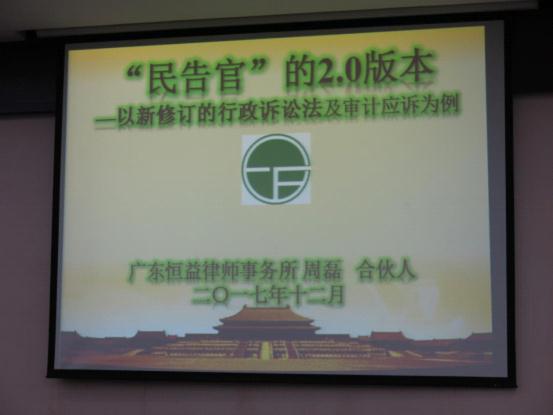 “民告官”的2.0版本
—以新修订的行政诉讼法及审计应诉为例
广东恒益律师事务所 周磊 合伙人
二〇一七年十二月